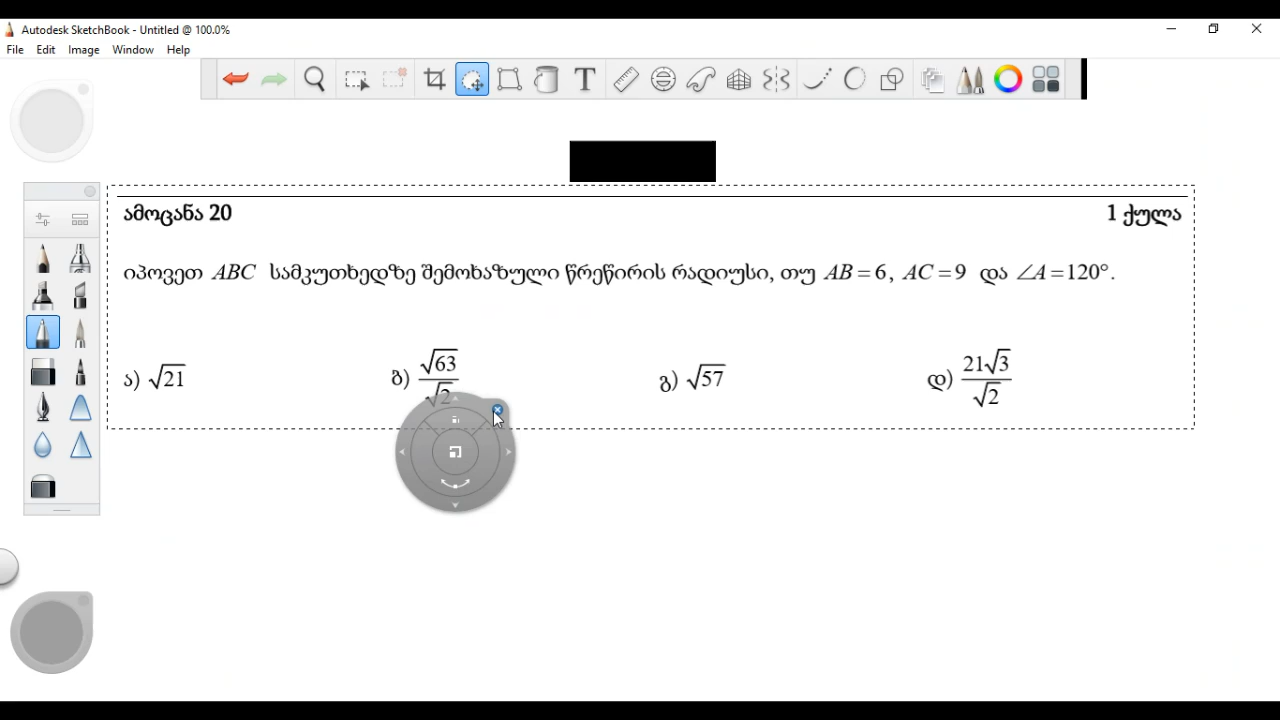 Autodesk SketchBook - Untitled @ 100.0%
File Edit Image Window Help
ამოცანა 20 1 ქულა
იპოვეთ ABC სამკუთხედზე შემოხაზული წრეწირის რადიუსი, თუ AB = 6, AC = 9 და ∠A = 120°.
ა) √21 ბ) √63/√2 გ) √57 დ) 21√3/√2